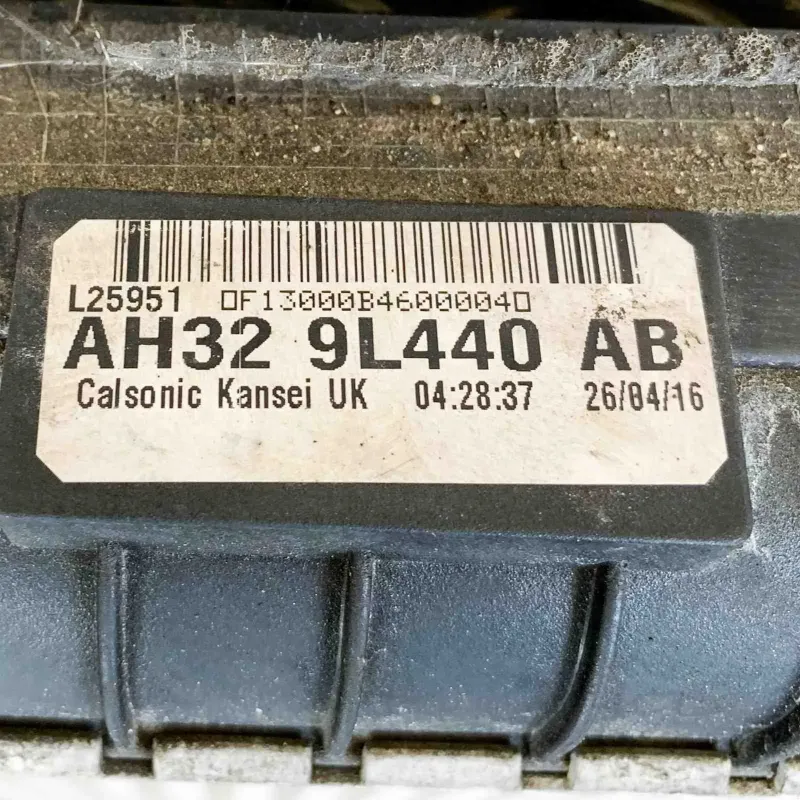 L25951 0F13000B46000040
AH32 9L440 AB
Calsonic Kansei UK 04:28:37 26/04/16